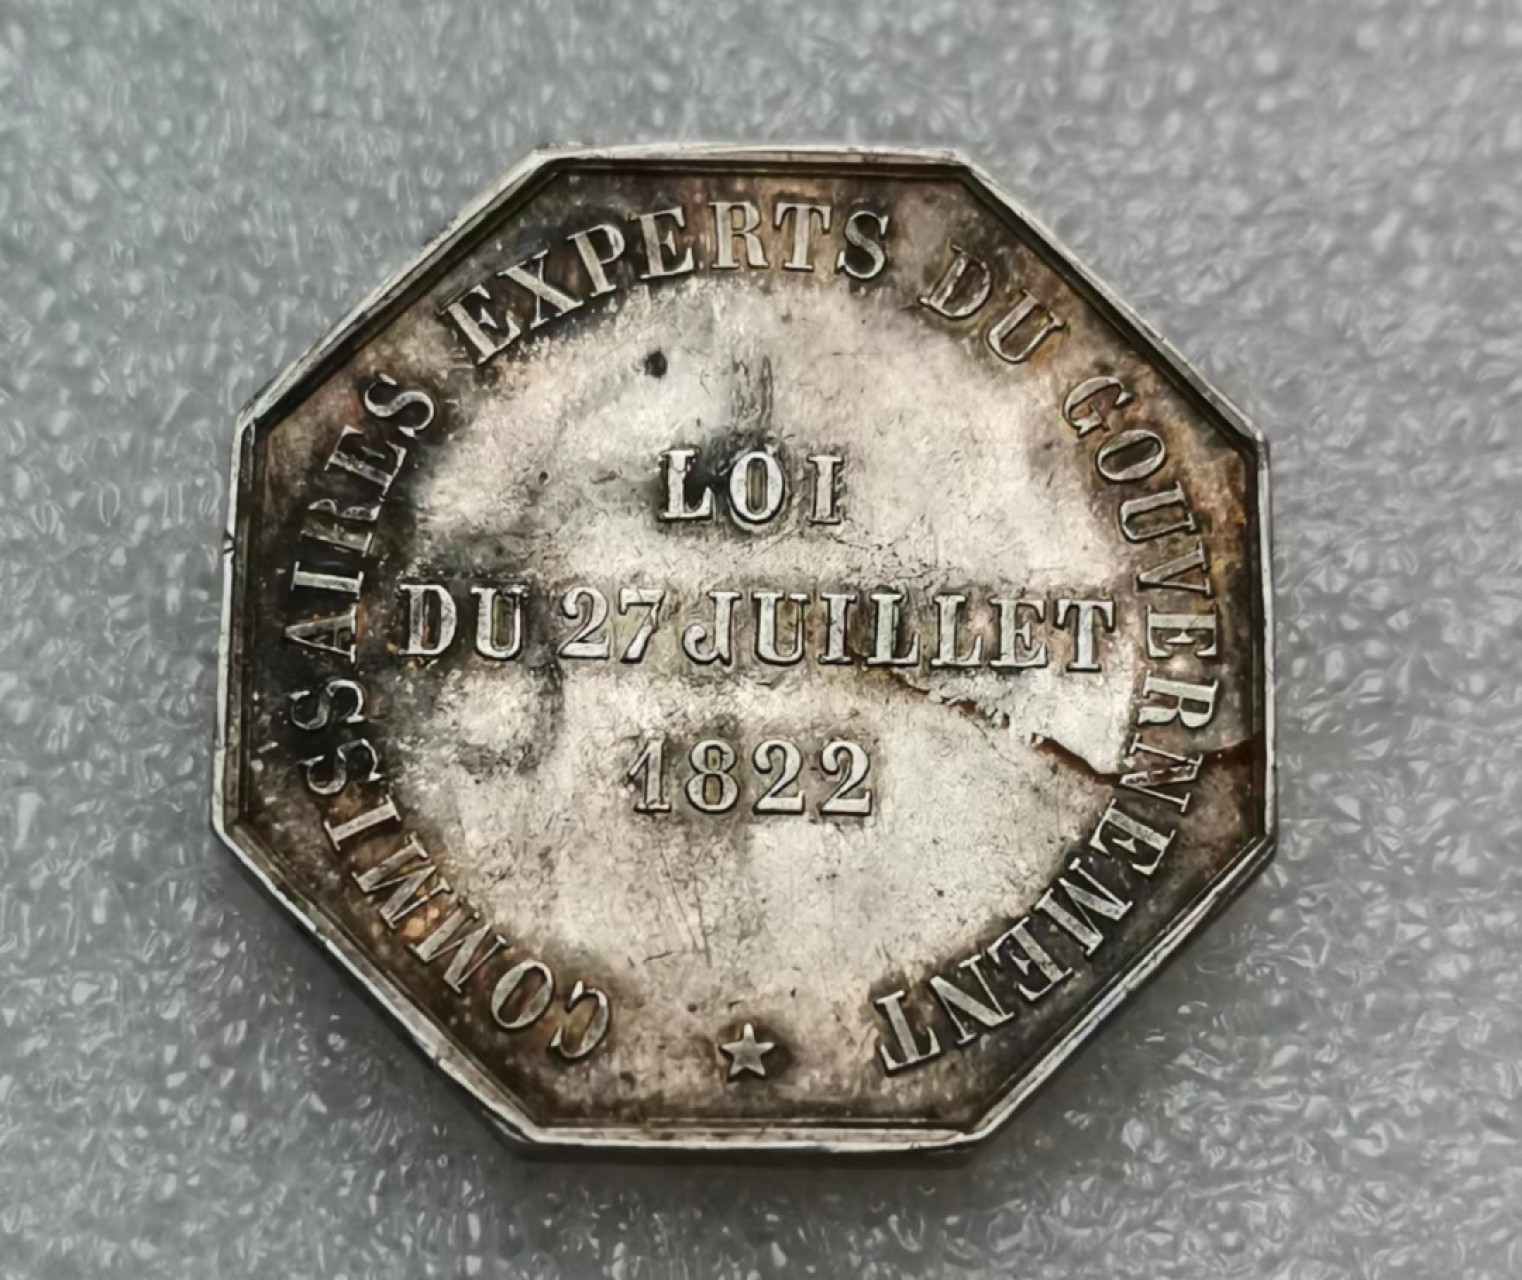 COMMISSAIRES EXPERTS DU GOUVERNEMENT
LOI
DU 27 JUILLET
1822